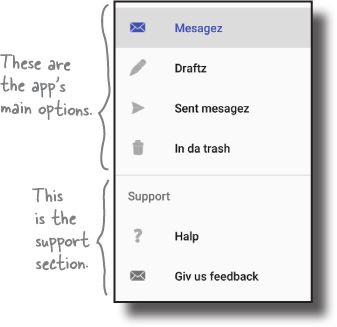 These are
the app's
main options.
Mesagez
Draftz
Sent mesagez
In da trash
This
is the
support
section.
Support
Halp
Giv us feedback